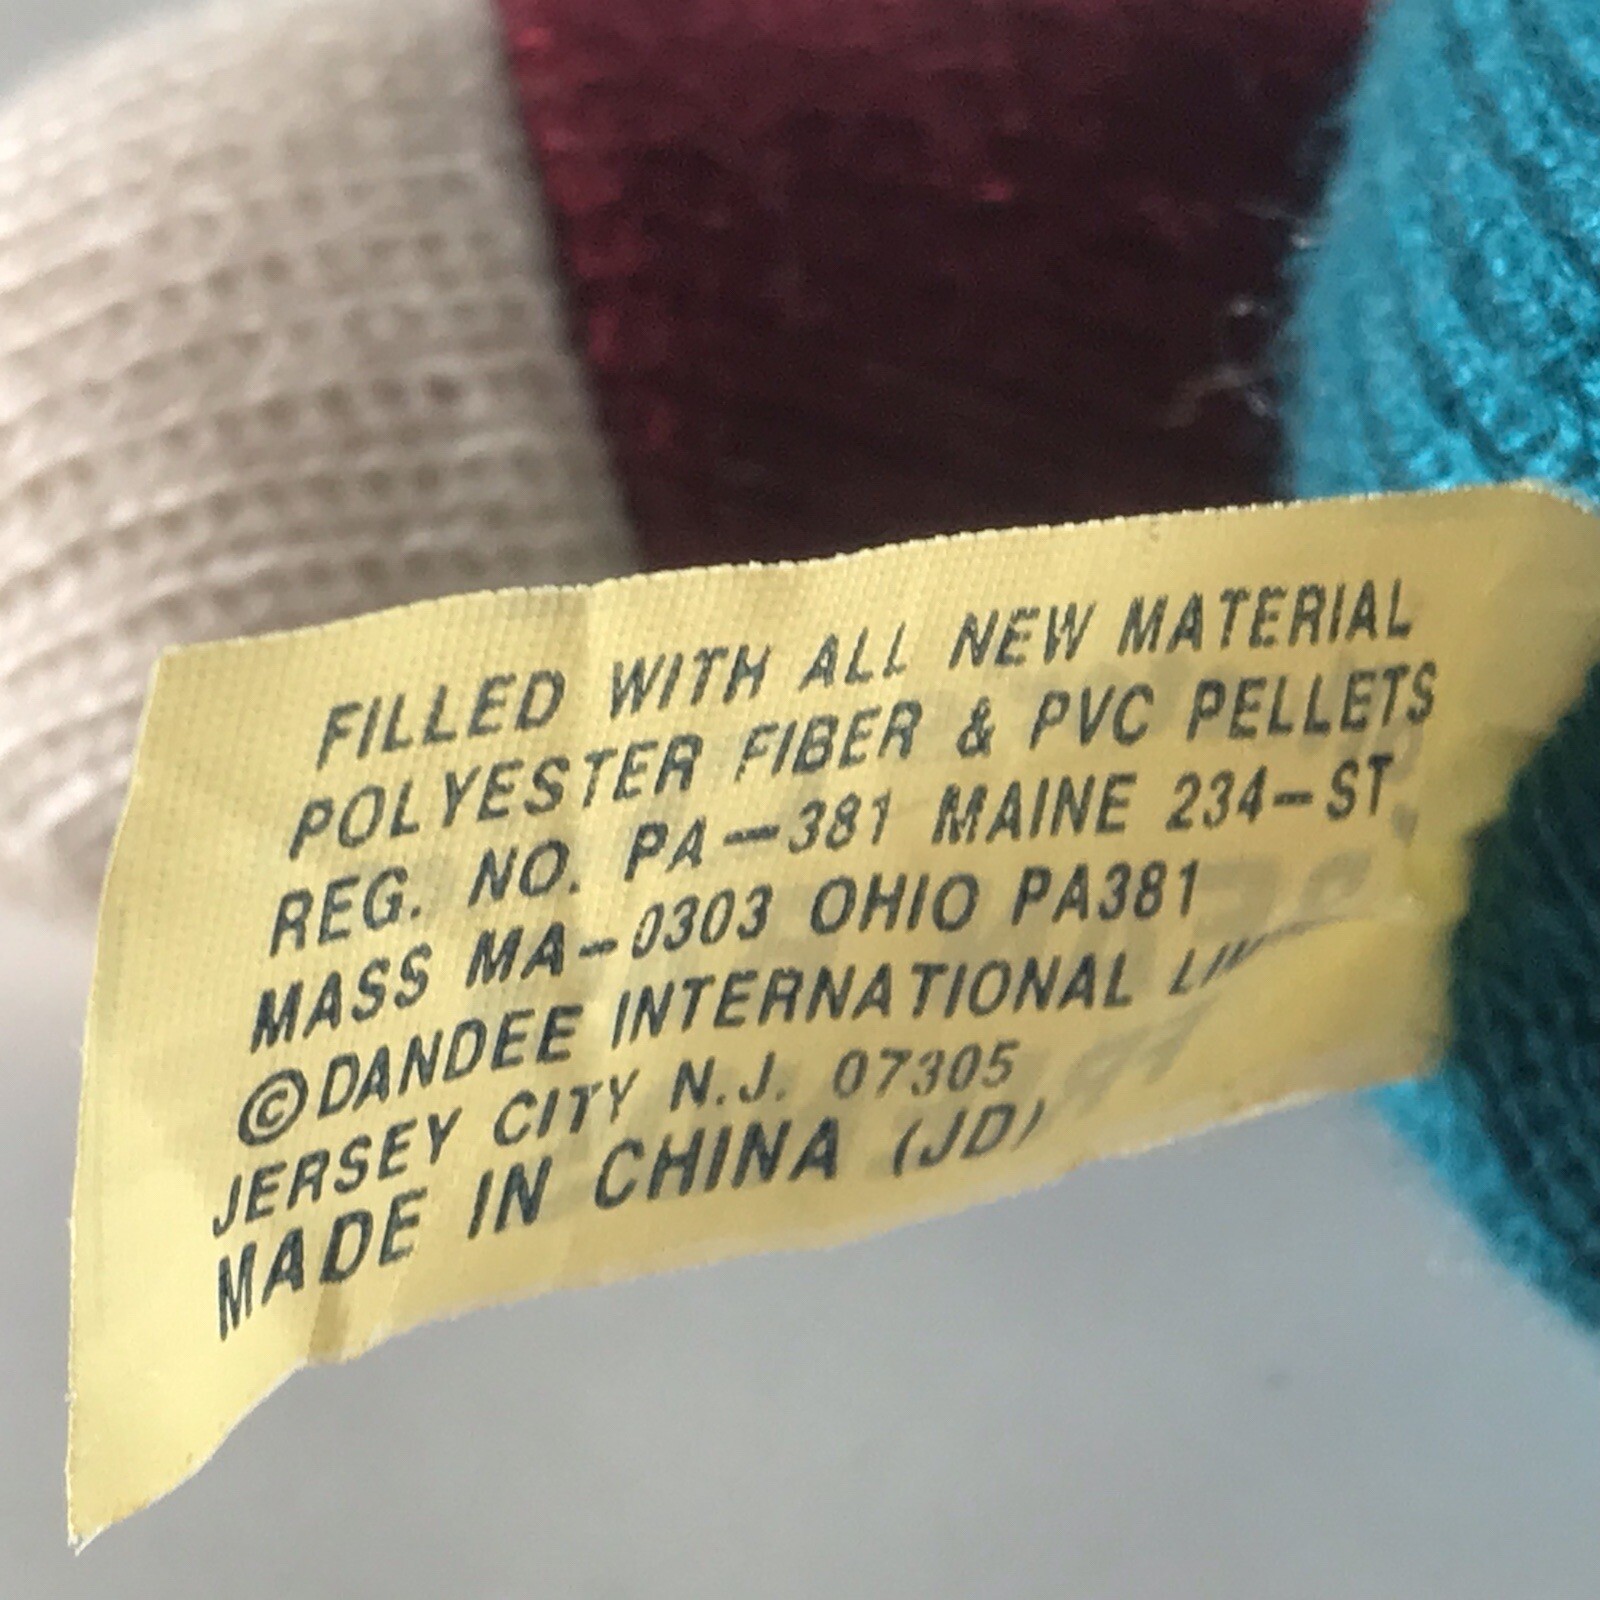 FILLED WITH ALL NEW MATERIAL
POLYESTER FIBER & PVC PELLETS
REG. NO. PA-381 MAINE 234-ST
MASS MA-0303 OHIO PA381
©DANDEE INTERNATIONAL
JERSEY CITY N.J. 07305
MADE IN CHINA (JD)